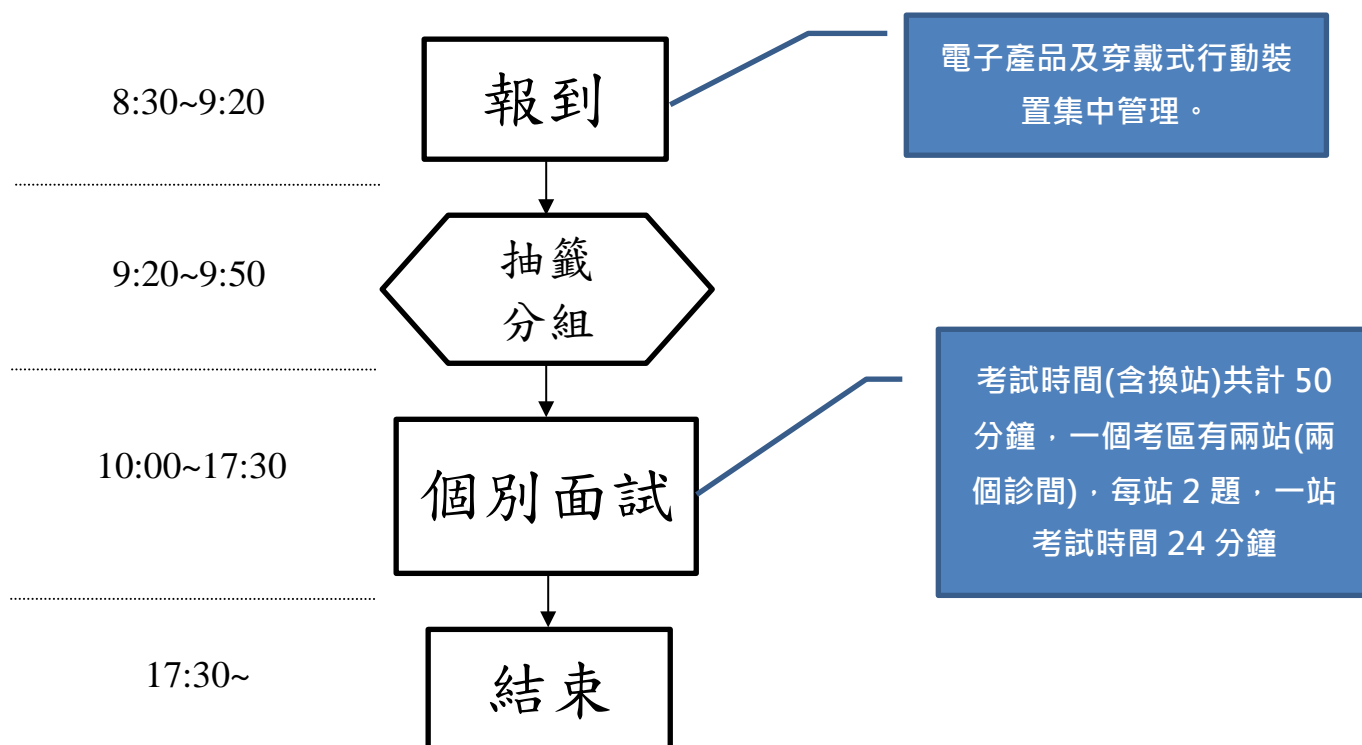 8:30~9:20
報到
電子產品及穿戴式行動裝
置集中管理。
9:20~9:50
抽籤
分組
10:00~17:30
個別面試
考試時間(含換站)共計 50
分鐘，一個考區有兩站(兩
個診間)，每站 2 題，一站
考試時間 24 分鐘
17:30~
結束